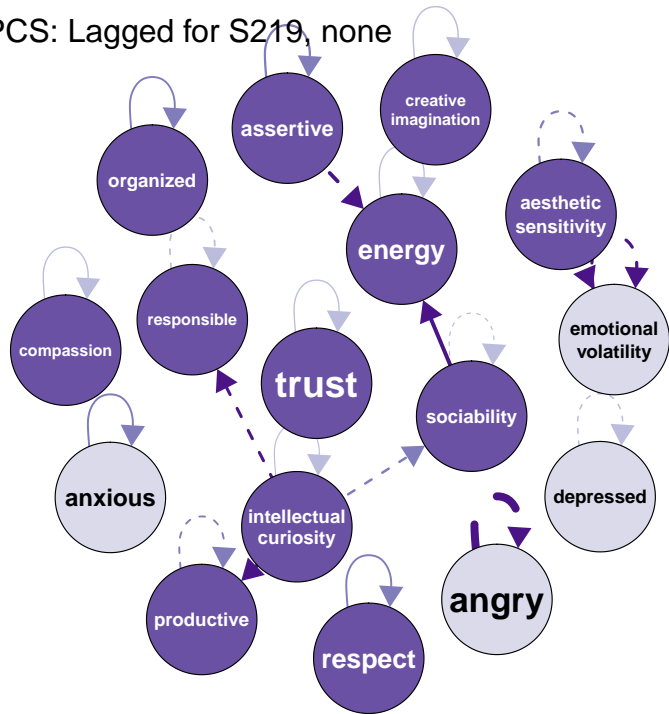 PCS: Lagged for S219, none
creative
imagination
assertive
organized
aesthetic
sensitivity
energy
responsible
emotional
volatility
compassion
trust
sociability
anxious
depressed
intellectual
curiosity
angry
productive
respect